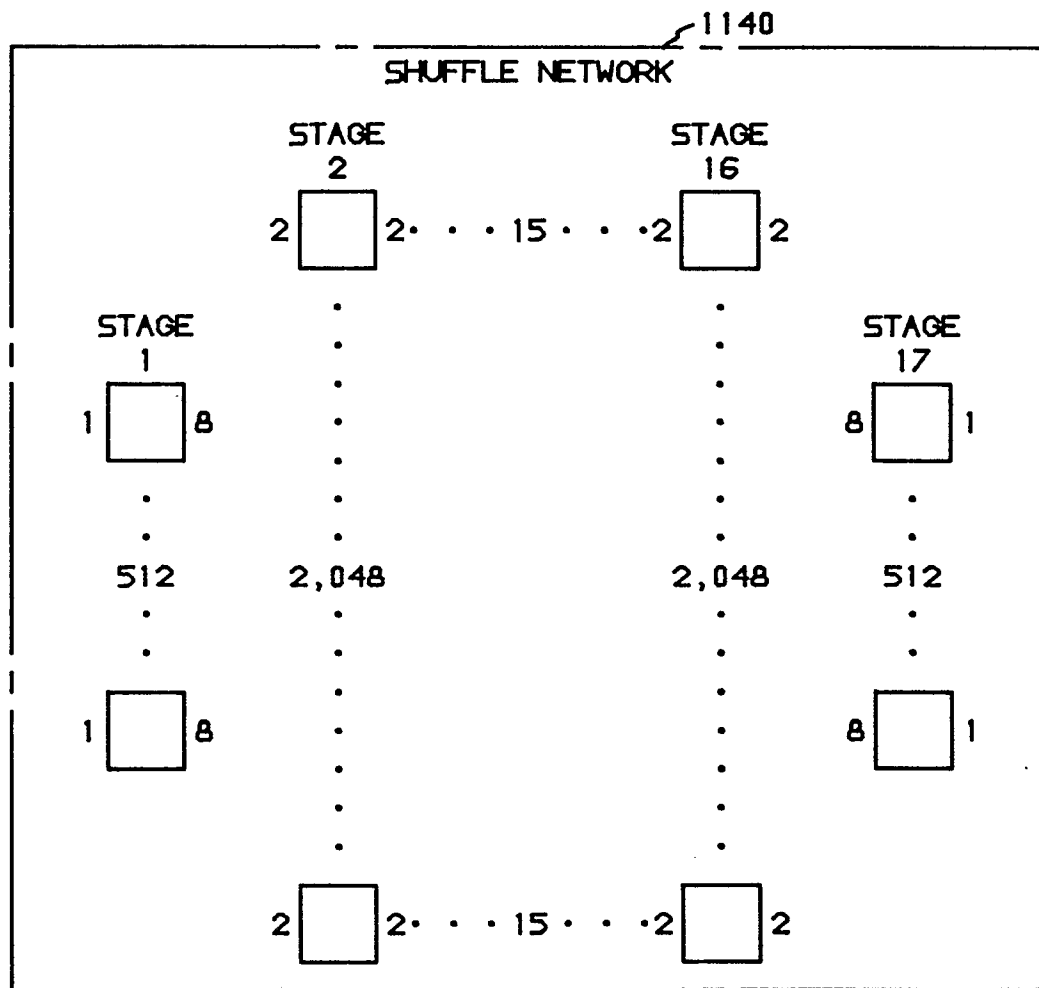 1140
SHUFFLE NETWORK
STAGE
2
STAGE
16
2 2 · · · 15 · · · 2 2
STAGE
1
STAGE
17
1 8
8 1
512
2,048
2,048
512
1 8
8 1
2 2 · · · 15 · · · 2 2